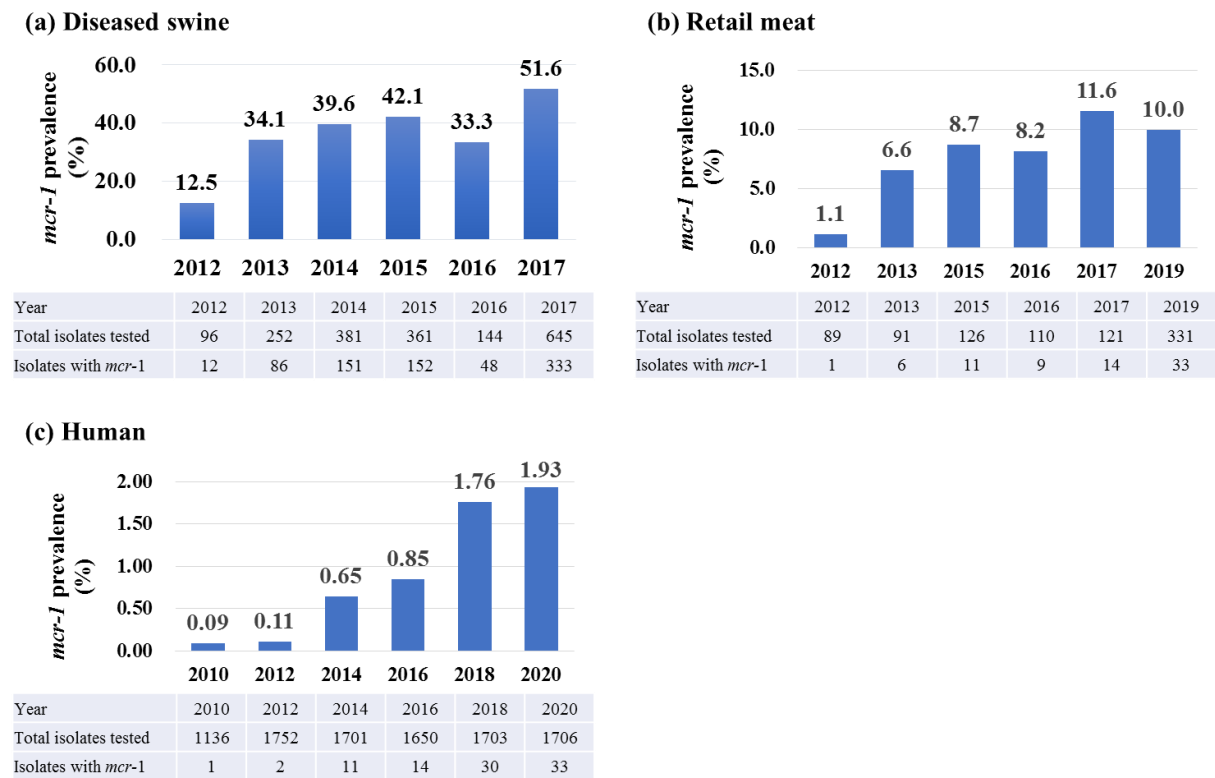 (a) Diseased swine
mcr-1 prevalence
(%)
60.0
40.0
20.0
0.0
12.5
34.1
39.6
42.1
33.3
51.6
2012 2013 2014 2015 2016 2017
Year 2012 2013 2014 2015 2016 2017
Total isolates tested 96 252 381 361 144 645
Isolates with mcr-1 12 86 151 152 48 333
(b) Retail meat
mcr-1 prevalence
(%)
15.0
10.0
5.0
0.0
1.1
6.6
8.7
8.2
11.6
10.0
2012 2013 2015 2016 2017 2019
Year 2012 2013 2015 2016 2017 2019
Total isolates tested 89 91 126 110 121 331
Isolates with mcr-1 1 6 11 9 14 33
(c) Human
mcr-1 prevalence
(%)
2.00
1.50
1.00
0.50
0.00
0.09
0.11
0.65
0.85
1.76
1.93
2010 2012 2014 2016 2018 2020
Year 2010 2012 2014 2016 2018 2020
Total isolates tested 1136 1752 1701 1650 1703 1706
Isolates with mcr-1 1 2 11 14 30 33